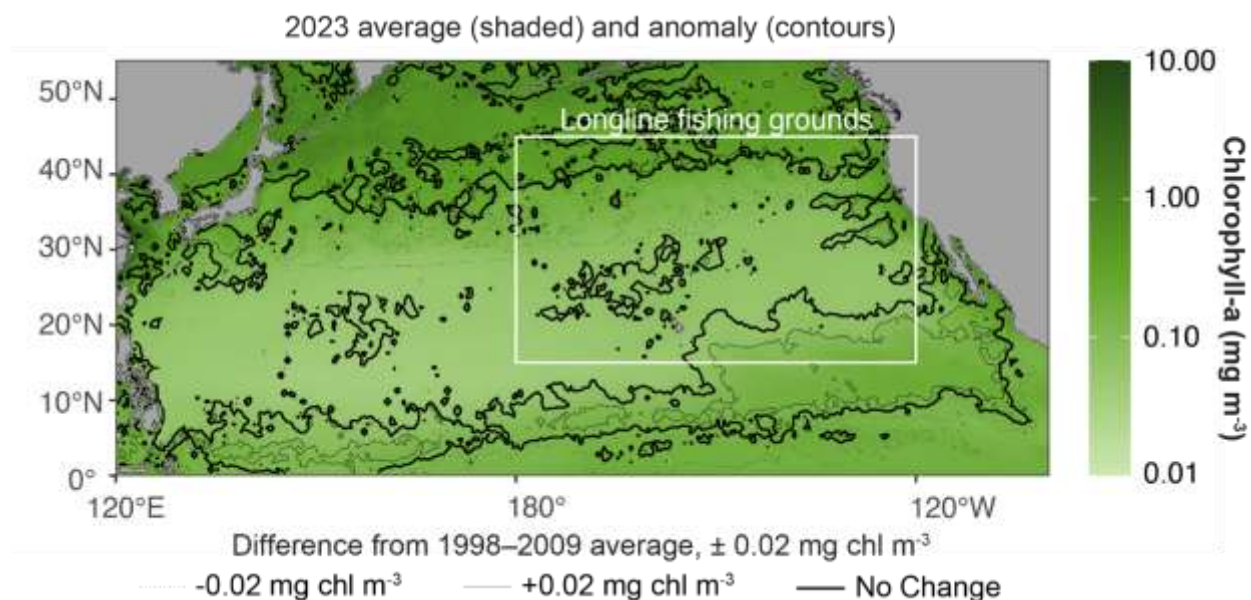 2023 average (shaded) and anomaly (contours)
50°N
40°N
30°N
20°N
10°N
0°
Longline fishing grounds
120°E
180°
120°W
10.00
1.00
0.10
0.01
Chlorophyll-a (mg m⁻³)
Difference from 1998–2009 average, ± 0.02 mg chl m⁻³
-0.02 mg chl m⁻³
+0.02 mg chl m⁻³
No Change